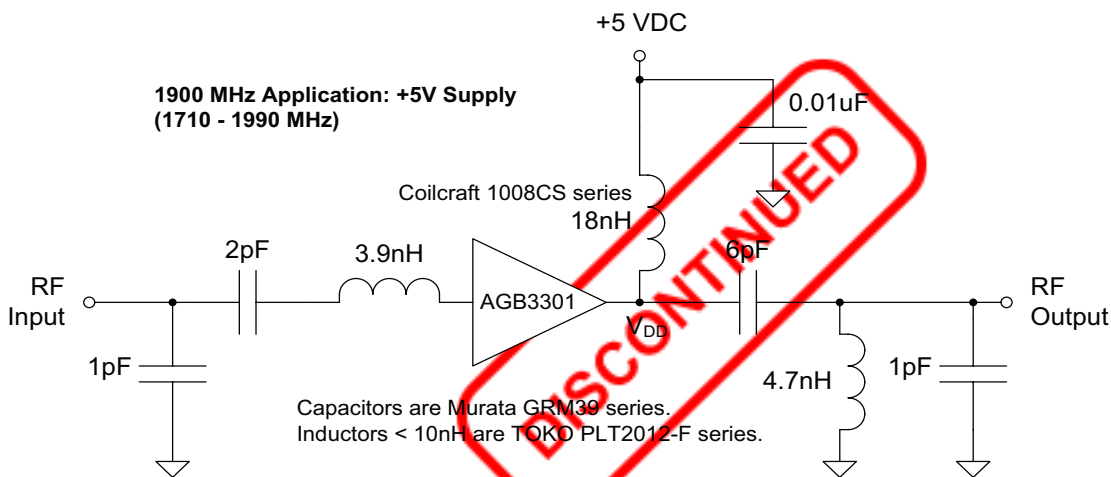 +5 VDC
1900 MHz Application: +5V Supply
(1710 - 1990 MHz)
0.01uF
Coilcraft 1008CS series
18nH
2pF
3.9nH
6pF
RF
Input
AGB3301
VDD
RF
Output
1pF
4.7nH
1pF
Capacitors are Murata GRM39 series.
Inductors < 10nH are TOKO PLT2012-F series.
DISCONTINUED